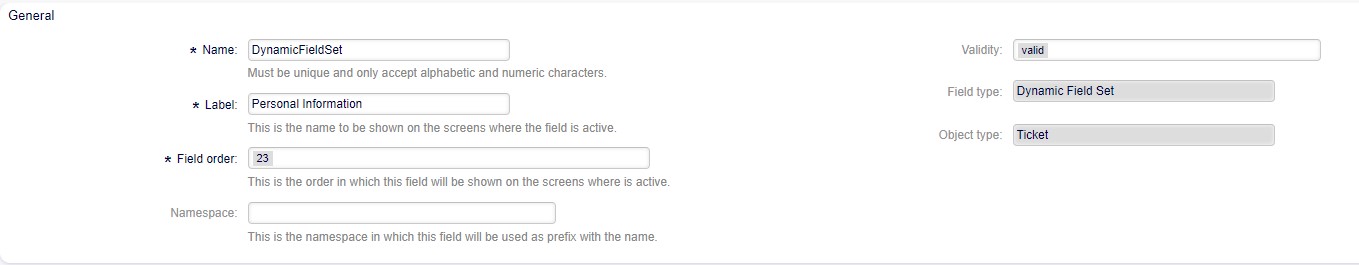 General
* Name: DynamicFieldSet
Must be unique and only accept alphabetic and numeric characters.
* Label: Personal Information
This is the name to be shown on the screens where the field is active.
* Field order: 23
This is the order in which this field will be shown on the screens where is active.
Namespace:
This is the namespace in which this field will be used as prefix with the name.
Validity: valid
Field type: Dynamic Field Set
Object type: Ticket